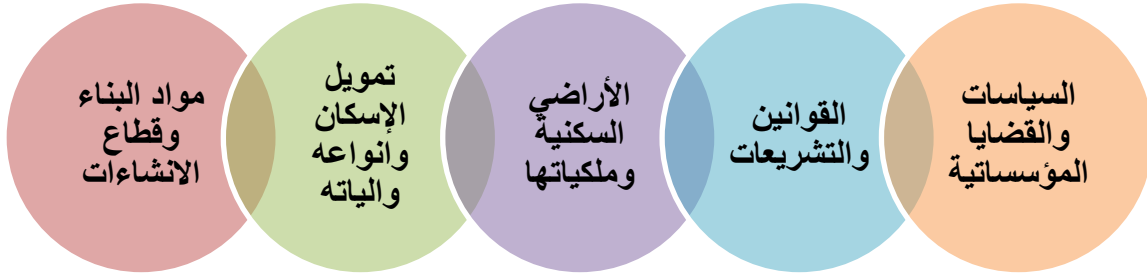 السياسات
والقضايا
المؤسساتية
القوانين
والتشريعات
الأراضي
السكنية
وملكياتها
تمويل
الإسكان
وانواعه
والياته
مواد البناء
وقطاع
الانشاءات